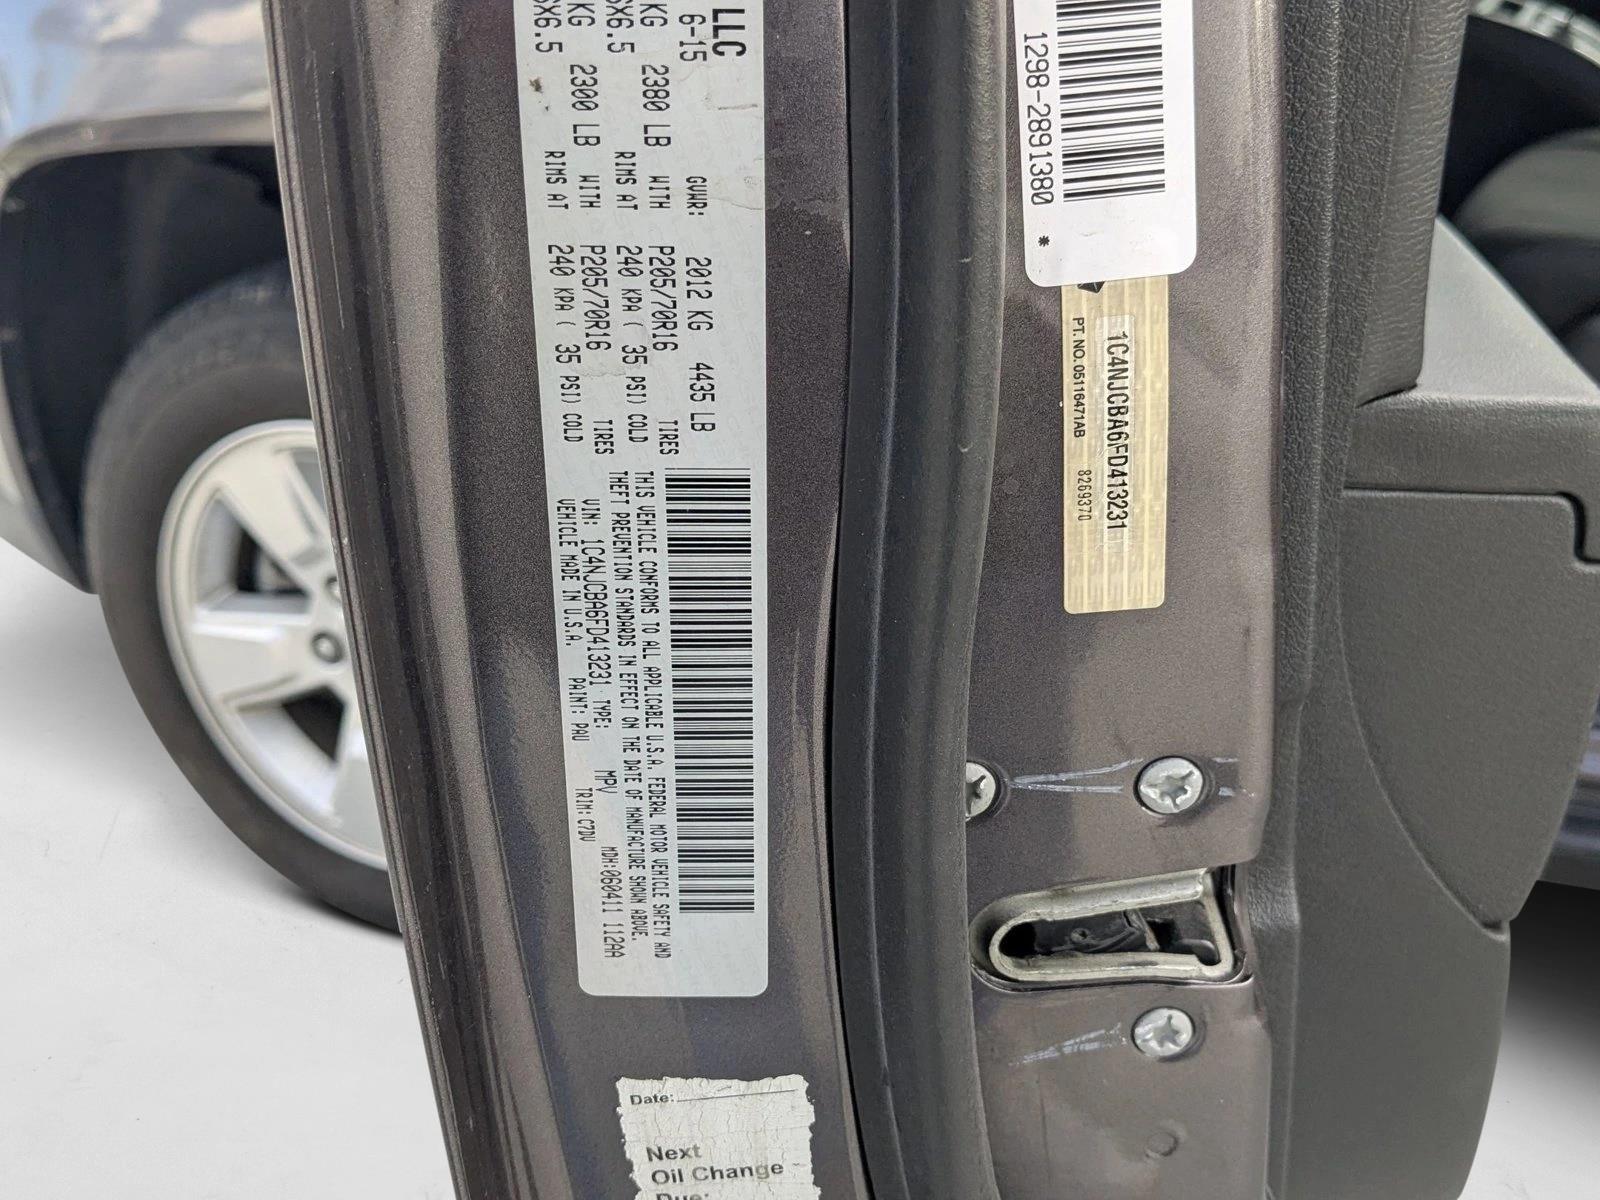 LLC
6-15
GVWR: 2012 KG 4435 LB
KG 2380 LB WITH P205/70R16 TIRES
X6.5 RIMS AT 240 KPA ( 35 PSI) COLD
KG 2300 LB WITH P205/70R16 TIRES
X6.5 RIMS AT 240 KPA ( 35 PSI) COLD
THIS VEHICLE CONFORMS TO ALL APPLICABLE U.S.A. FEDERAL MOTOR VEHICLE SAFETY AND
THEFT PREVENTION STANDARDS IN EFFECT ON THE DATE OF MANUFACTURE SHOWN ABOVE.
VIN: 1C4NJCBA6FD413231 TYPE: MPV MDH:060411 112AA
VEHICLE MADE IN U.S.A. PAINT: PAU TRIM: C7DV
1298-2891380 *
1C4NJCBA6FD413231
PT. NO. 05116471AB 8269370
Date:
Next
Oil Change
Due: